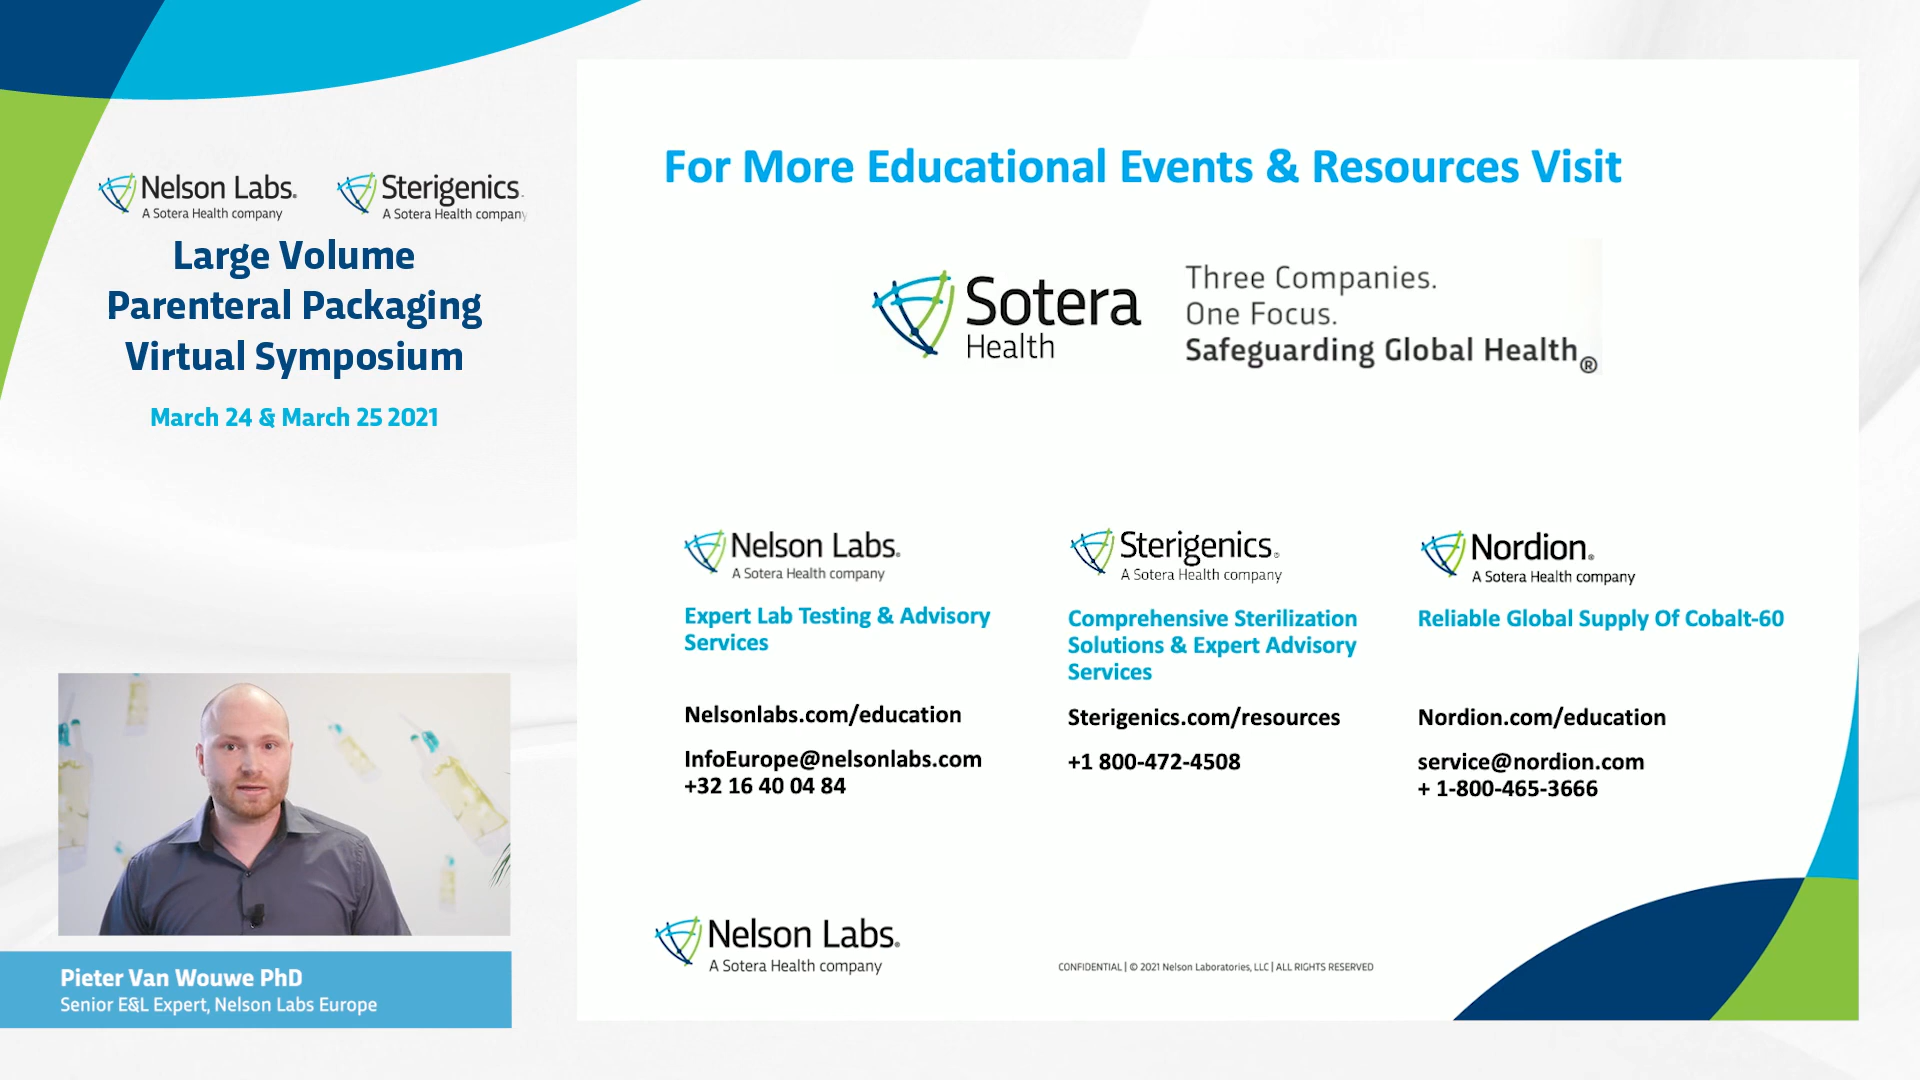 Nelson Labs.
A Sotera Health company
Sterigenics.
A Sotera Health company
Large Volume
Parenteral Packaging
Virtual Symposium
March 24 & March 25 2021
Pieter Van Wouwe PhD
Senior E&L Expert, Nelson Labs Europe
For More Educational Events & Resources Visit
Sotera
Health
Three Companies.
One Focus.
Safeguarding Global Health®
Nelson Labs®
A Sotera Health company
Expert Lab Testing & Advisory
Services
Nelsonlabs.com/education
InfoEurope@nelsonlabs.com
+32 16 40 04 84
Sterigenics®
A Sotera Health company
Comprehensive Sterilization
Solutions & Expert Advisory
Services
Sterigenics.com/resources
+1 800-472-4508
Nordion®
A Sotera Health company
Reliable Global Supply Of Cobalt-60
Nordion.com/education
service@nordion.com
+ 1-800-465-3666
Nelson Labs®
A Sotera Health company
CONFIDENTIAL | © 2021 Nelson Laboratories, LLC | ALL RIGHTS RESERVED